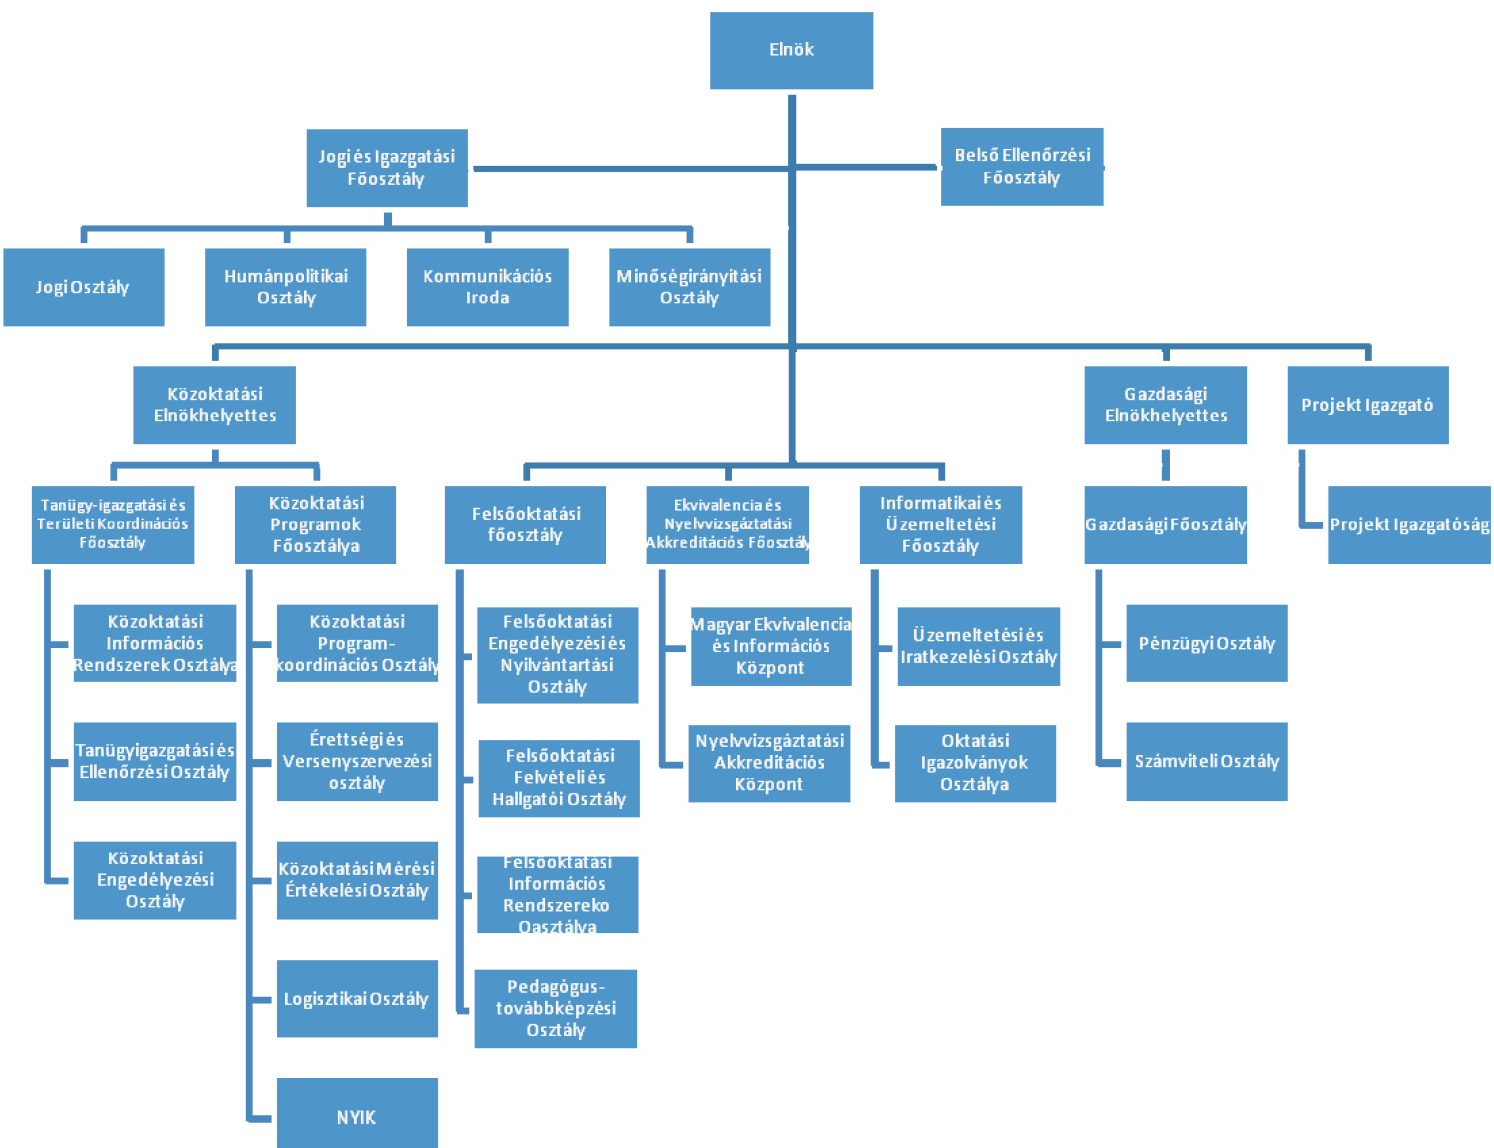 Elnök
Jogi és Igazgatási
Főosztály
Belső Ellenőrzési
Főosztály
Jogi Osztály
Humánpolitikai
Osztály
Kommunikációs
Iroda
Minőségirányítási
Osztály
Közoktatási
Elnökhelyettes
Gazdasági
Elnökhelyettes
Projekt Igazgató
Tanügy-igazgatási és
Területi Koordinációs
Főosztály
Közoktatási
Programok
Főosztálya
Felsőoktatási
főosztály
Ekvivalencia és
Nyelvvizsgáztatási
Akkreditációs Főosztály
Informatikai és
Üzemeltetési
Főosztály
Gazdasági Főosztály
Projekt Igazgatóság
Közoktatási
Információs
Rendszerek Osztálya
Közoktatási
Program-
koordinációs Osztály
Felsőoktatási
Engedélyezési és
Nyilvántartási
Osztály
Magyar Ekvivalencia
és Információs
Központ
Üzemeltetési és
Iratkezelési Osztály
Pénzügyi Osztály
Tanügyigazgatási és
Ellenőrzési Osztály
Érettségi és
Versenyszervezési
osztály
Felsőoktatási
Felvételi és
Hallgatói Osztály
Nyelvvizsgáztatási
Akkreditációs
Központ
Oktatási
Igazolványok
Osztálya
Számviteli Osztály
Közoktatási
Engedélyezési
Osztály
Közoktatási Mérési
Értékelési Osztály
Felsőoktatási
Információs
Rendszereko
Oasztálya
Logisztikai Osztály
Pedagógus-
továbbképzési
Osztály
NYIK